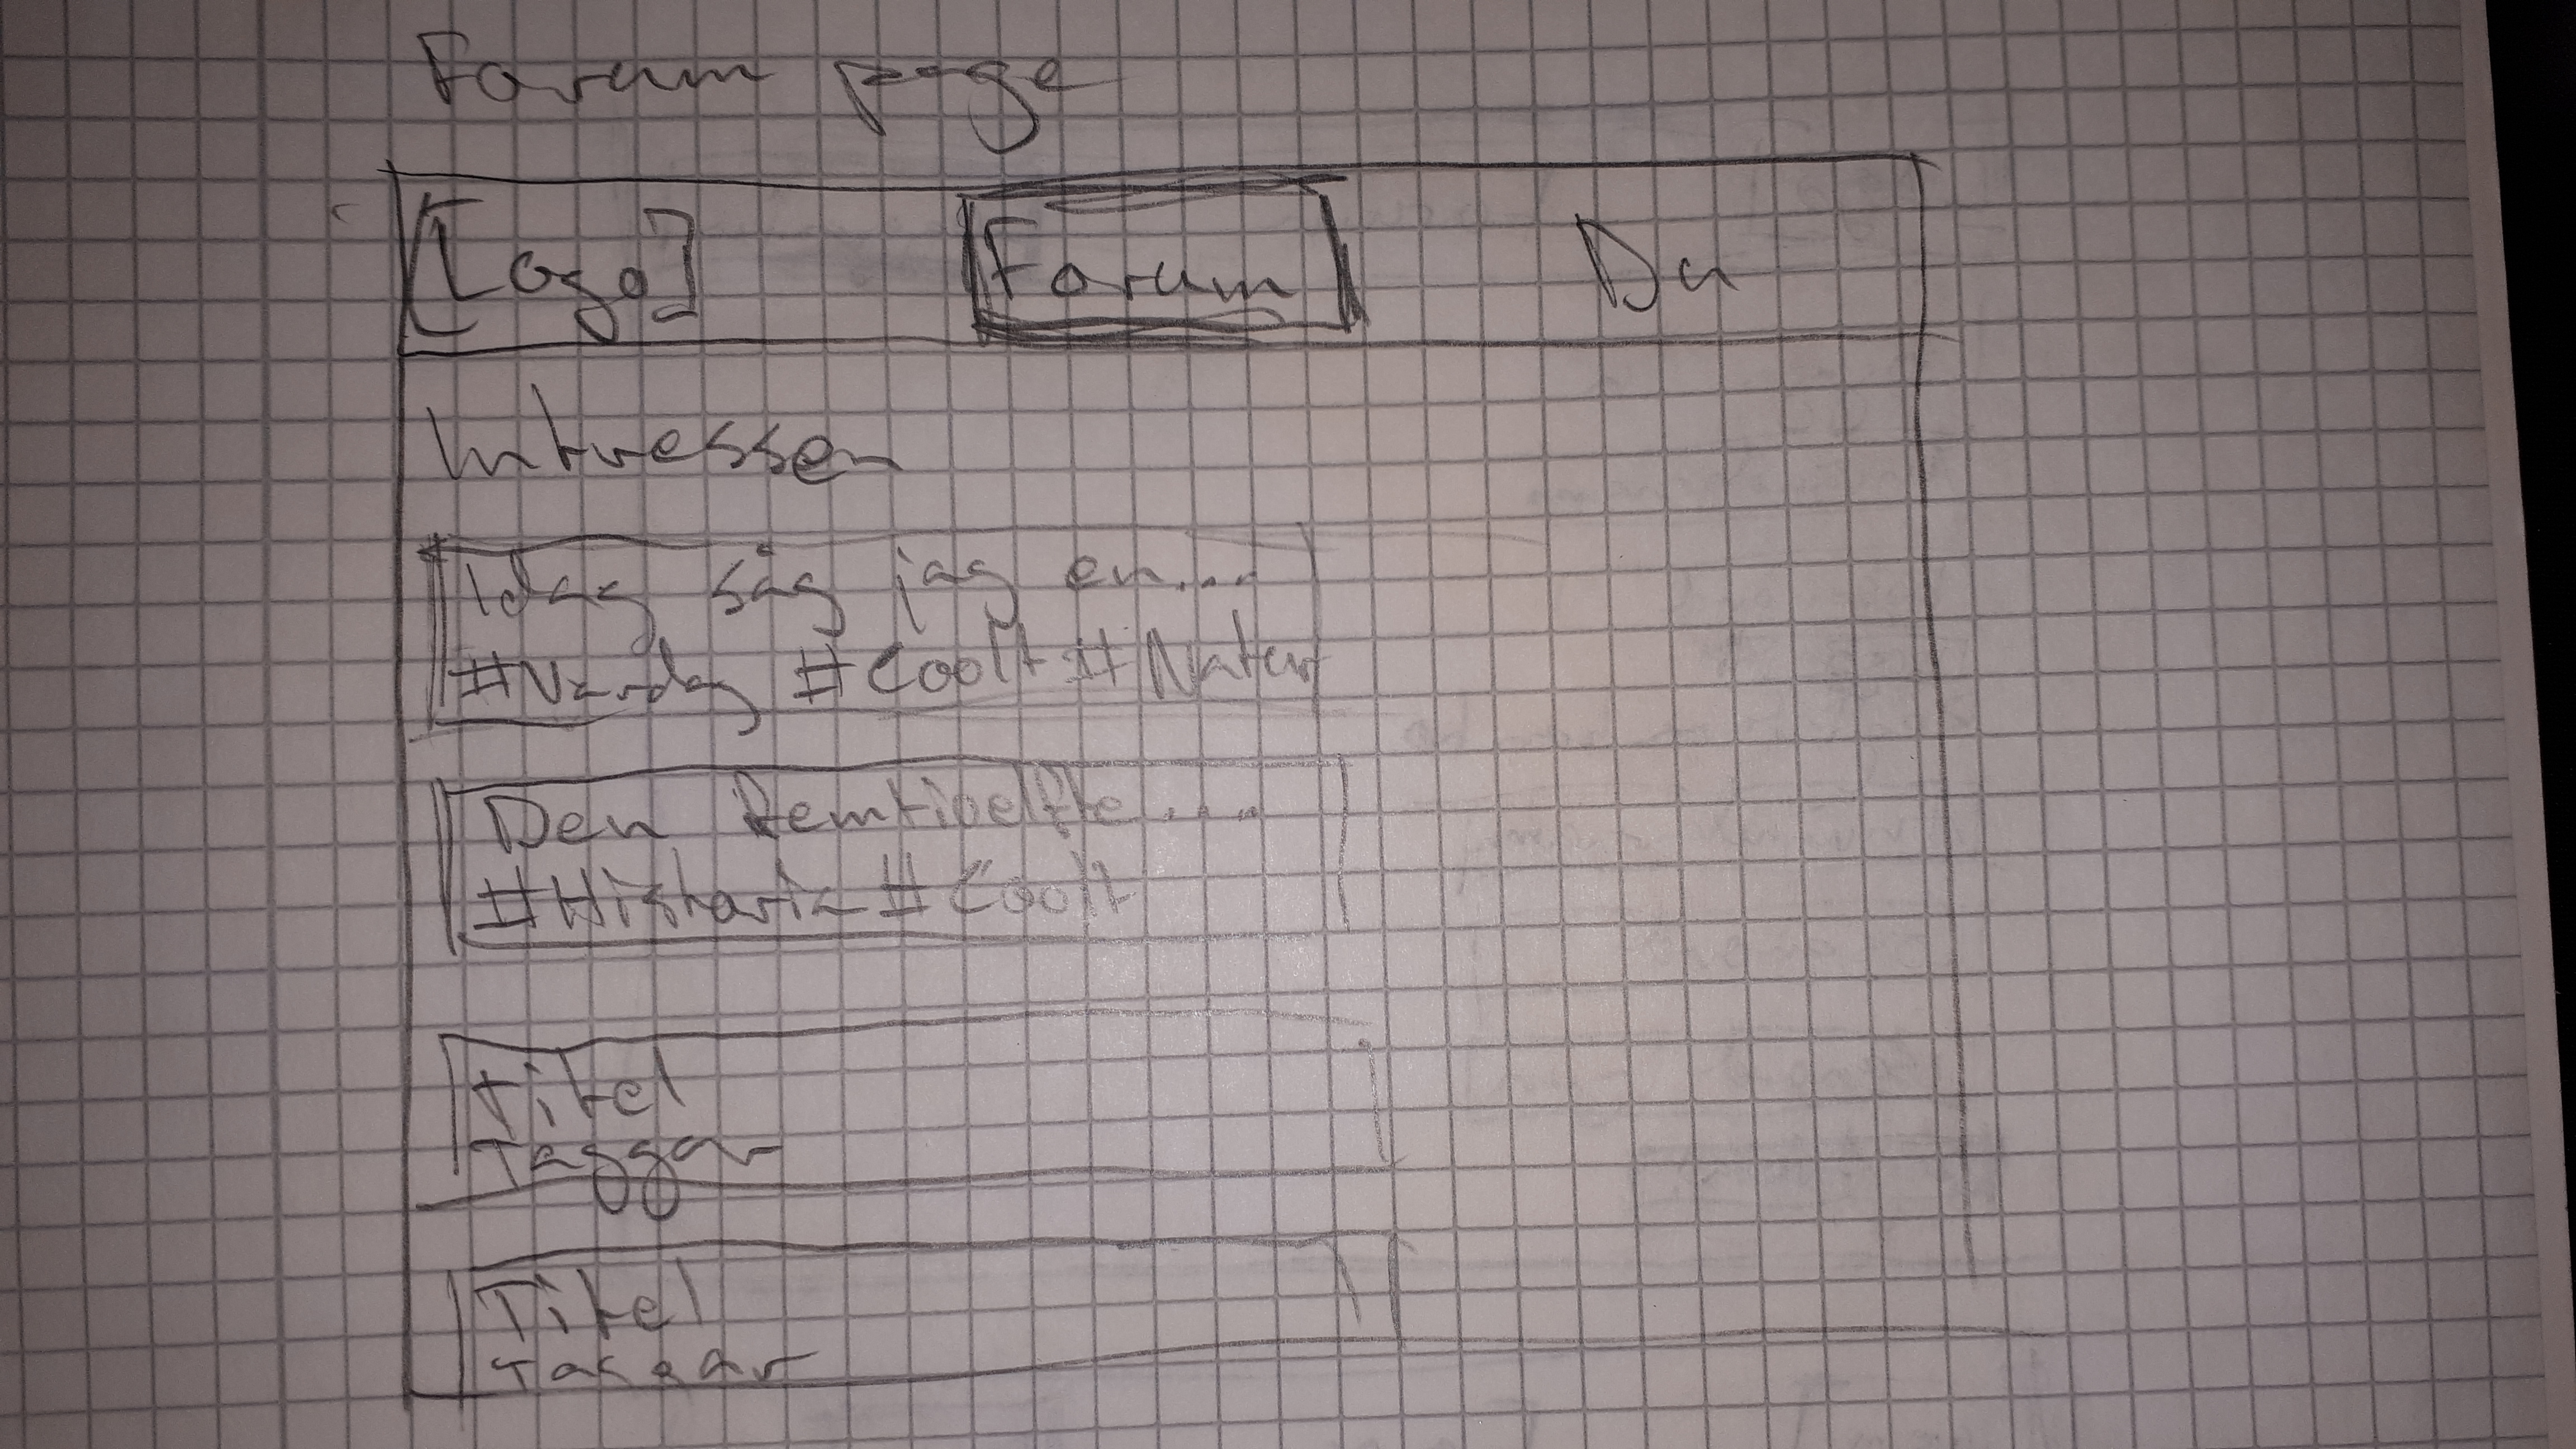 Forum page
[Logo] Forum Du
Intressen
Idag såg jag en...
#Vardag #Coolt #Natur
Den femtioelfte....
#Historia #Coolt
Titel
Taggar
Titel
Taggar